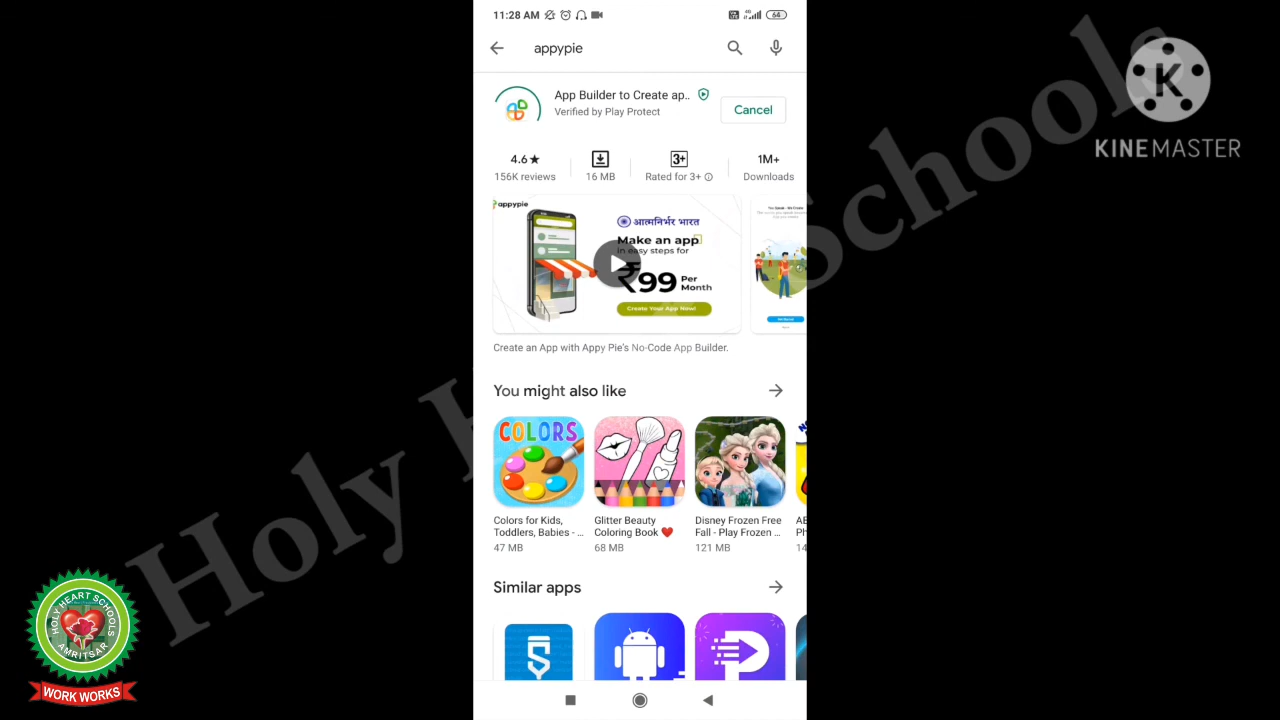 11:28 AM
64
appypie
App Builder to Create ap..
Verified by Play Protect
Cancel
4.6★
156K reviews
16 MB
3+
Rated for 3+
1M+
Downloads
appypie
आत्मनिर्भर भारत
Make an app
in easy steps for
₹99 Per Month
Create Your App Now!
Create an App with Appy Pie's No-Code App Builder.
You might also like
COLORS
Colors for Kids,
Toddlers, Babies - ...
47 MB
Glitter Beauty
Coloring Book ❤️
68 MB
Disney Frozen Free
Fall - Play Frozen ...
121 MB
Similar apps
K
KINEMASTER
Schools
Holy
HOLY HEART SCHOOLS
AMRITSAR
WORK WORKS